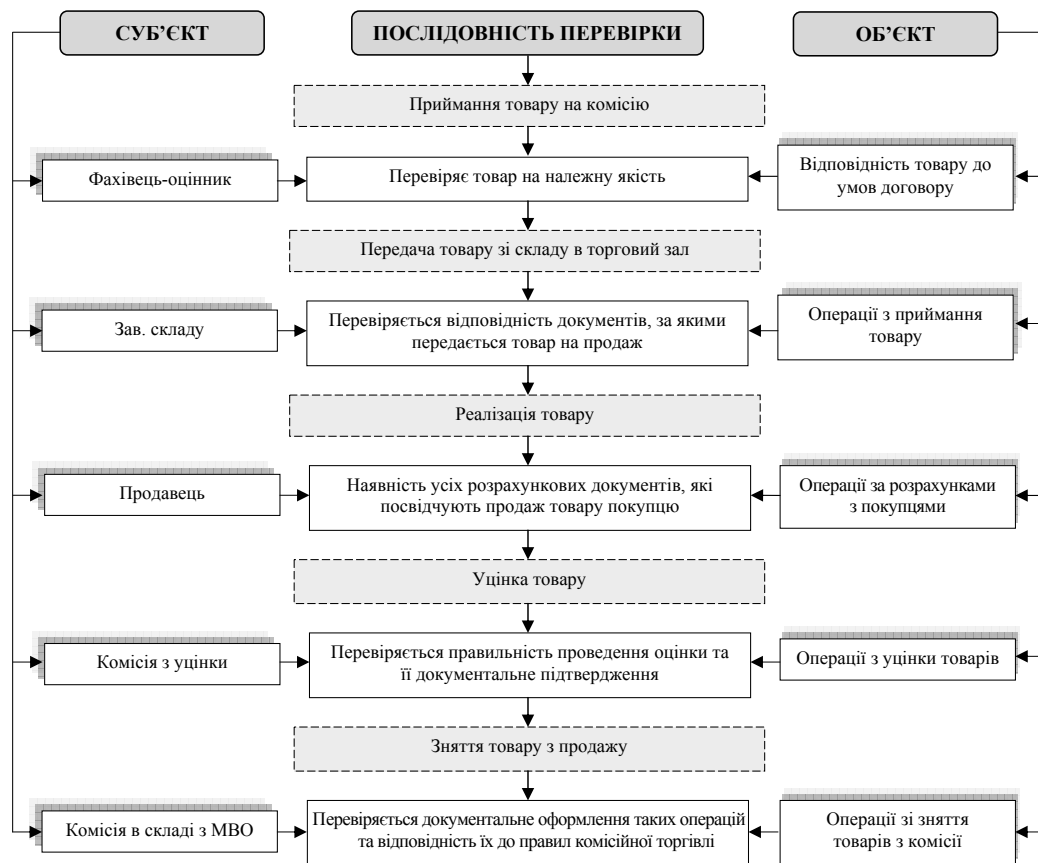 СУБ’ЄКТ
ПОСЛІДОВНІСТЬ ПЕРЕВІРКИ
ОБ’ЄКТ
Приймання товару на комісію
Фахівець-оцінник
Перевіряє товар на належну якість
Відповідність товару до
умов договору
Передача товару зі складу в торговий зал
Зав. складу
Перевіряється відповідність документів, за якими
передається товар на продаж
Операції з приймання
товару
Реалізація товару
Продавець
Наявність усіх розрахункових документів, які
посвідчують продаж товару покупцю
Операції за розрахунками
з покупцями
Уцінка товару
Комісія з уцінки
Перевіряється правильність проведення оцінки та
її документальне підтвердження
Операції з уцінки товарів
Зняття товару з продажу
Комісія в складі з МВО
Перевіряється документальне оформлення таких операцій
та відповідність їх до правил комісійної торгівлі
Операції зі зняття
товарів з комісії